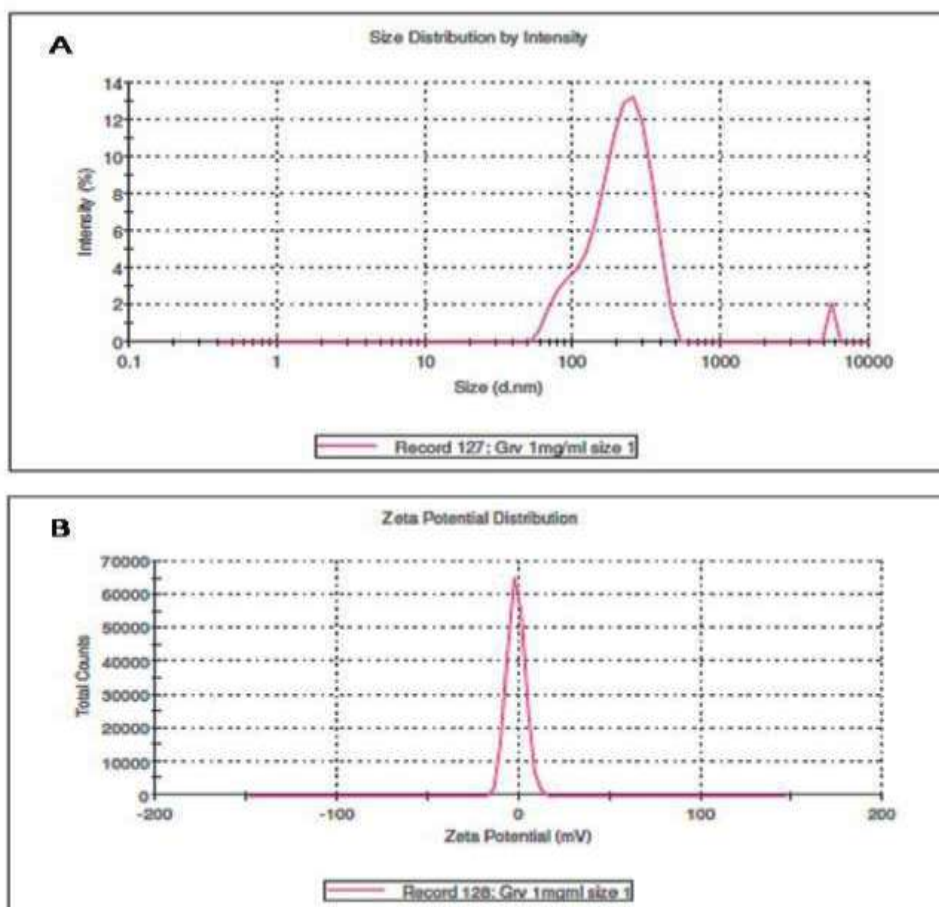 A
Size Distribution by Intensity
14
12
10
8
6
4
2
0
Intensity (%)
0.1 1 10 100 1000 10000
Size (d.nm)
Record 127: Grv 1mg/ml size 1
B
Zeta Potential Distribution
70000
60000
50000
40000
30000
20000
10000
0
Total Counts
-200 -100 0 100 200
Zeta Potential (mV)
Record 128: Grv 1mgml size 1